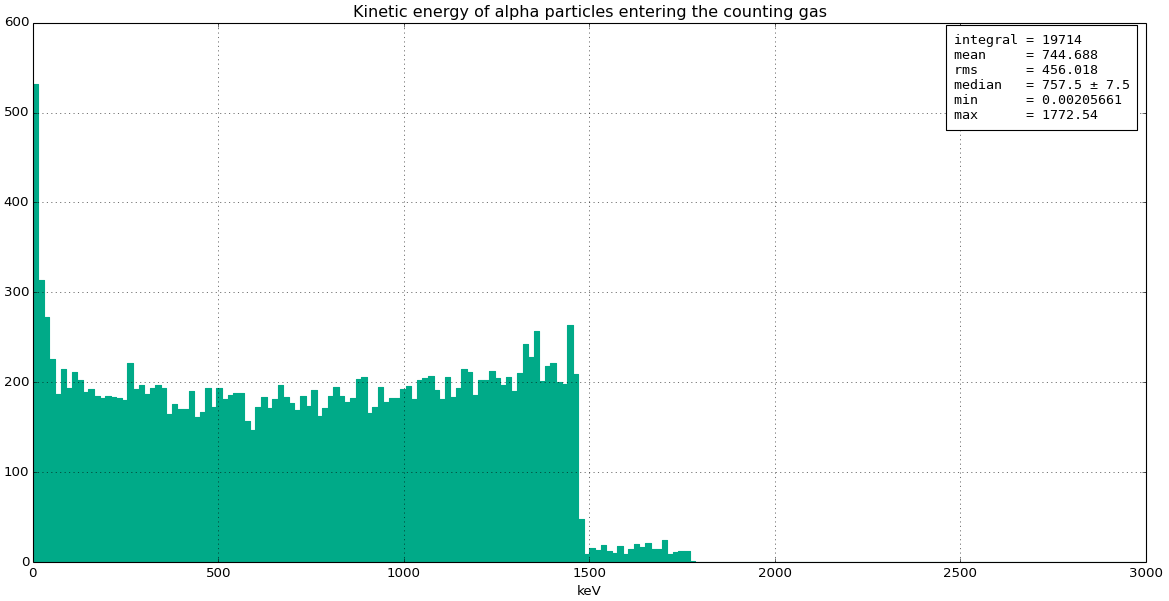 Kinetic energy of alpha particles entering the counting gas
integral = 19714
mean     = 744.688
rms      = 456.018
median   = 757.5 ± 7.5
min      = 0.00205661
max      = 1772.54
600
500
400
300
200
100
0
0 500 1000 1500 2000 2500 3000
keV